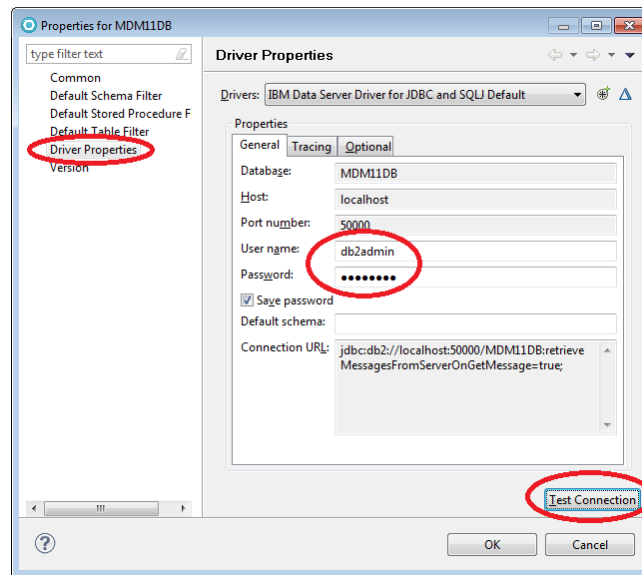 Properties for MDM11DB
type filter text
Common
Default Schema Filter
Default Stored Procedure F
Default Table Filter
Driver Properties
Version
Driver Properties
Drivers: IBM Data Server Driver for JDBC and SQLJ Default
Properties
General Tracing Optional
Database: MDM11DB
Host: localhost
Port number: 50000
User name: db2admin
Password: ●●●●●●●●
Save password
Default schema:
Connection URL: jdbc:db2://localhost:50000/MDM11DB:retrieve
MessagesFromServerOnGetMessage=true;
Test Connection
OK Cancel